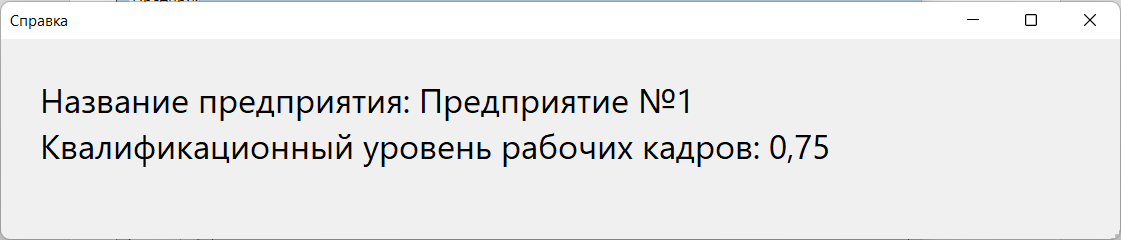 Справка
Название предприятия: Предприятие №1
Квалификационный уровень рабочих кадров: 0,75